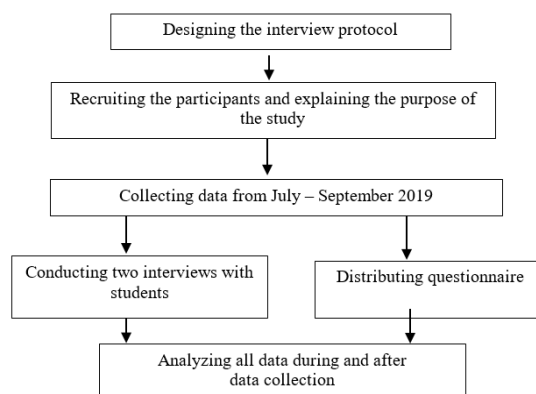 Designing the interview protocol
Recruiting the participants and explaining the purpose of
the study
Collecting data from July – September 2019
Conducting two interviews with
students
Distributing questionnaire
Analyzing all data during and after
data collection